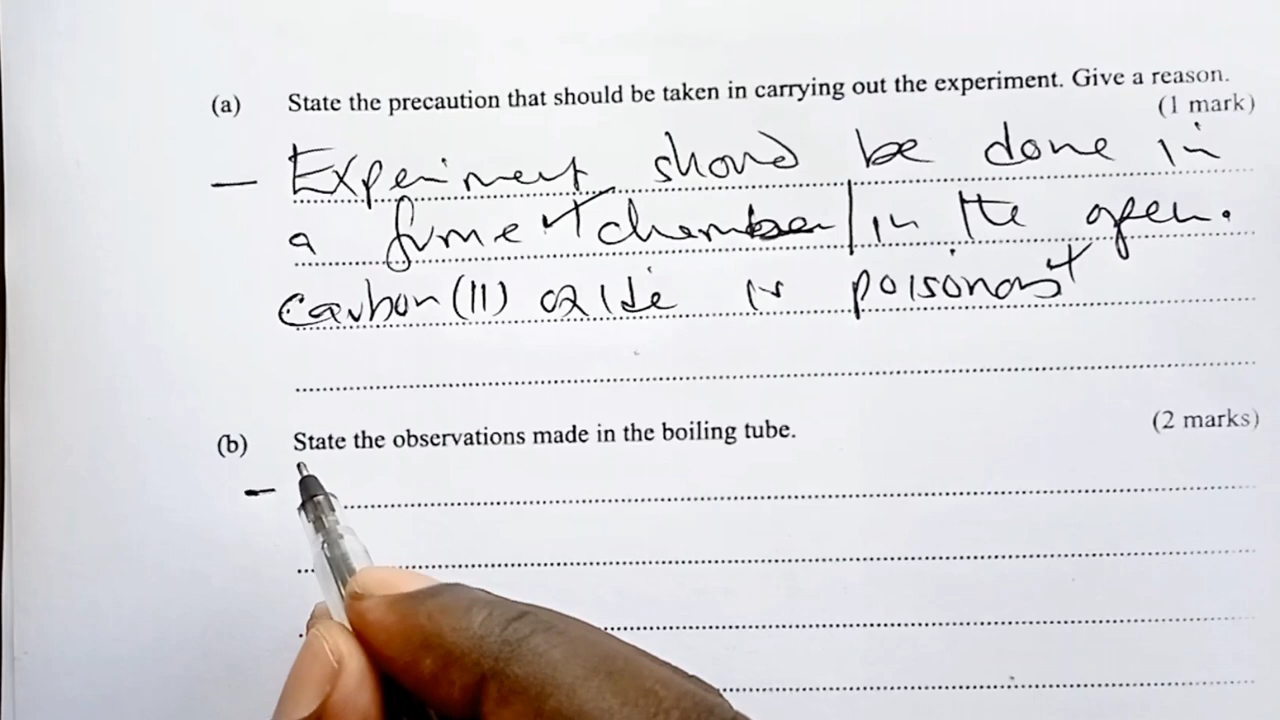 (a) State the precaution that should be taken in carrying out the experiment. Give a reason.
(1 mark)
— Experiment should be done in
a fume chamber/in the open.
Carbon(II) oxide is poisonous
(b) State the observations made in the boiling tube.
(2 marks)
—